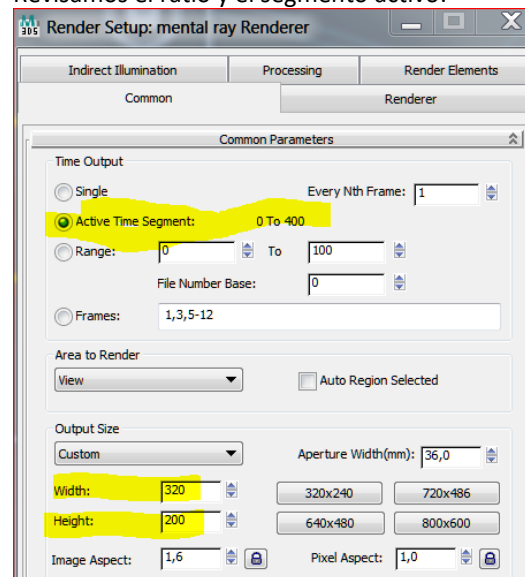 Revisamos el ratio y el segmento activo.
Render Setup: mental ray Renderer
Indirect Illumination Processing Render Elements
Common Renderer
Common Parameters
Time Output
Single Every Nth Frame: 1
Active Time Segment: 0 To 400
Range: 0 To 100
File Number Base: 0
Frames: 1,3,5-12
Area to Render
View Auto Region Selected
Output Size
Custom Aperture Width(mm): 36,0
Width: 320 320x240 720x486
Height: 200 640x480 800x600
Image Aspect: 1,6 Pixel Aspect: 1,0